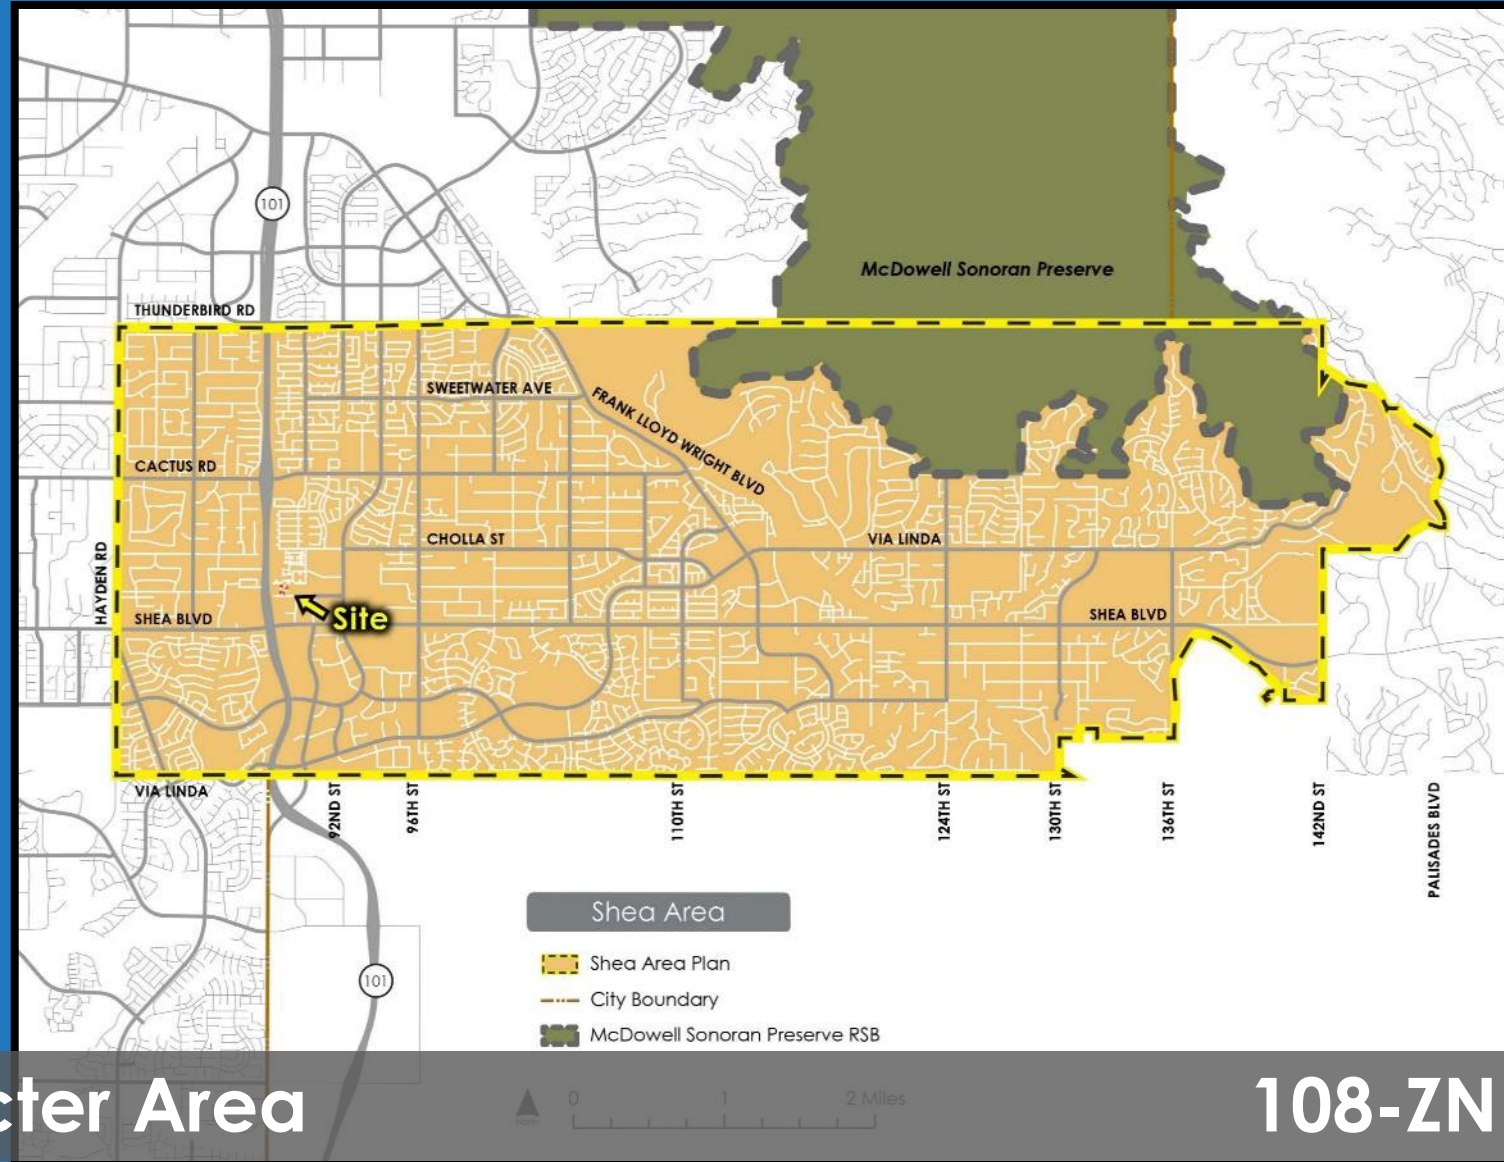 101
McDowell Sonoran Preserve
THUNDERBIRD RD
SWEETWATER AVE
FRANK LLOYD WRIGHT BLVD
CACTUS RD
CHOLLA ST
VIA LINDA
HAYDEN RD
SHEA BLVD
Site
SHEA BLVD
VIA LINDA
92ND ST
96TH ST
110TH ST
124TH ST
130TH ST
136TH ST
142ND ST
PALISADES BLVD
Shea Area
Shea Area Plan
101
City Boundary
McDowell Sonoran Preserve RSB
cter Area
North
0 1 2 Miles
108-ZN